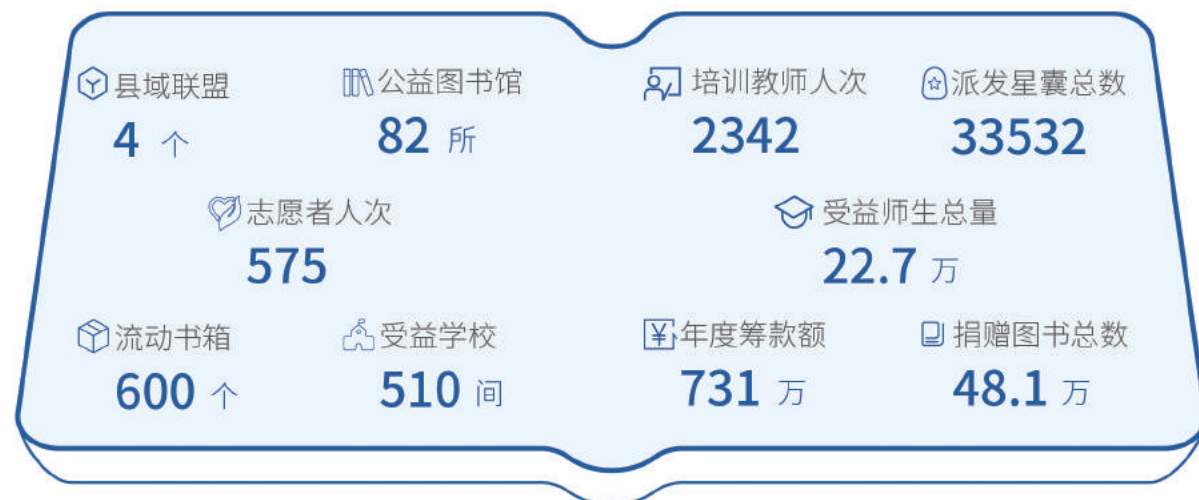 县域联盟 公益图书馆 培训教师人次 派发星囊总数
4 个 82 所 2342 33532
志愿者人次 受益师生总量
575 22.7 万
流动书箱 受益学校 年度筹款额 捐赠图书总数
600 个 510 间 731 万 48.1 万